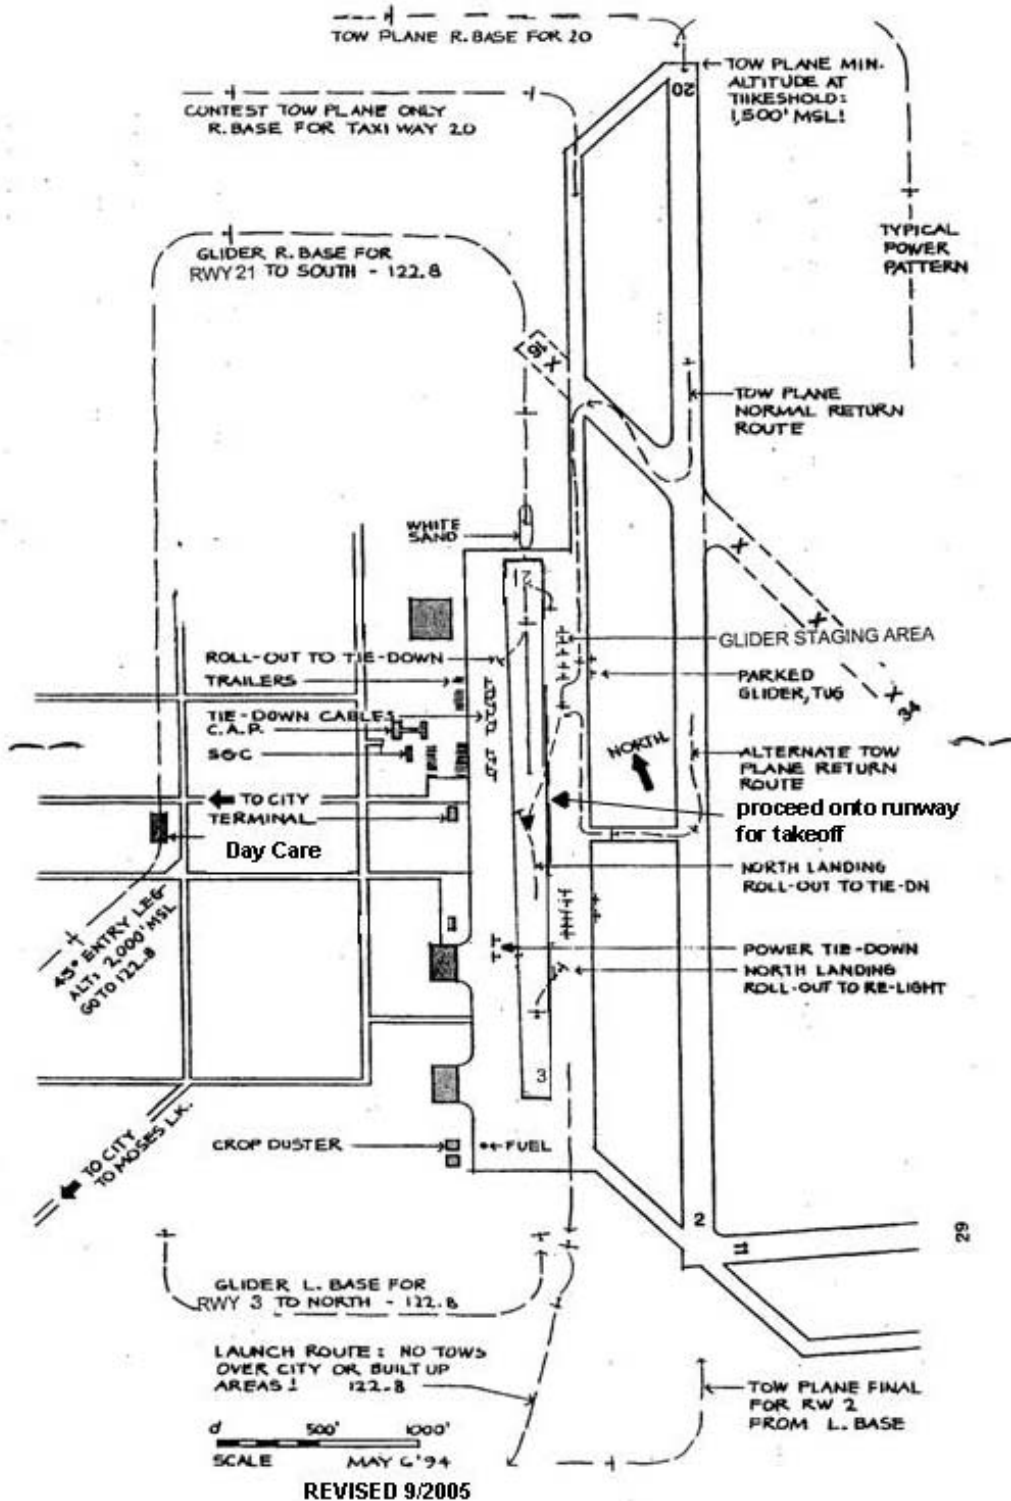 TOW PLANE R. BASE FOR 20
20
TOW PLANE MIN.
ALTITUDE AT
THRESHOLD:
1,500' MSL!
CONTEST TOW PLANE ONLY
R. BASE FOR TAXI WAY 20
TYPICAL
POWER
PATTERN
GLIDER R. BASE FOR
RWY 21 TO SOUTH - 122.8
16 X
TOW PLANE
NORMAL RETURN
ROUTE
WHITE
SAND
X
X
X
34
GLIDER STAGING AREA
ROLL-OUT TO TIE-DOWN
TRAILERS
PARKED
GLIDER, TUG
TIE-DOWN CABLES
C.A.P.
SGC
NORTH
ALTERNATE TOW
PLANE RETURN
ROUTE
TO CITY
TERMINAL
proceed onto runway
for takeoff
Day Care
NORTH LANDING
ROLL-OUT TO TIE-DN
45° ENTRY LEG
ALT: 2,000' MSL
GO TO 122.8
POWER TIE-DOWN
NORTH LANDING
ROLL-OUT TO RE-LIGHT
3
CROP DUSTER
FUEL
TO CITY
TO MOSES LK.
2
11
29
GLIDER L. BASE FOR
RWY 3 TO NORTH - 122.8
LAUNCH ROUTE: NO TOWS
OVER CITY OR BUILT UP
AREAS! 122.8
TOW PLANE FINAL
FOR RW 2
FROM L. BASE
0 500' 1000'
SCALE MAY 6 '94
REVISED 9/2005